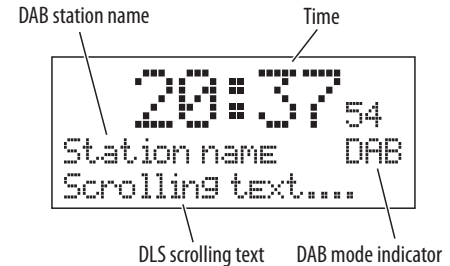 DAB station name Time
20:37 54
Station name DAB
Scrolling text....
DLS scrolling text DAB mode indicator